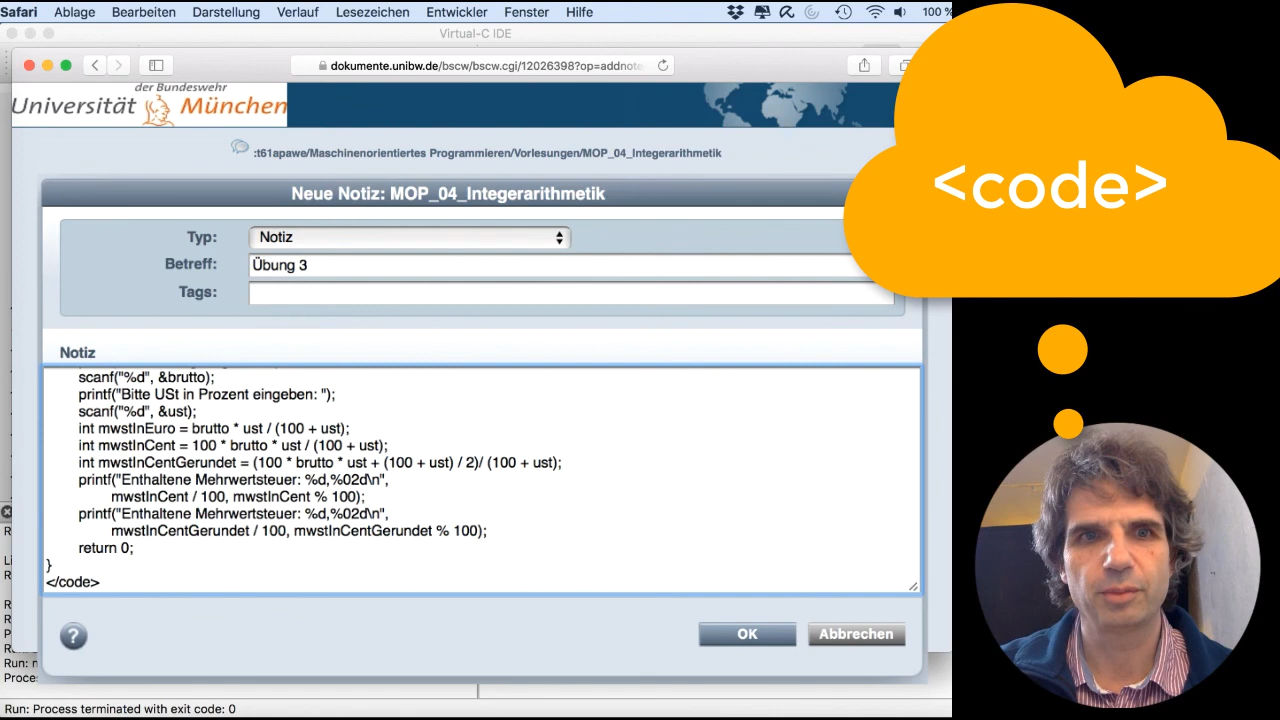 Safari Ablage Bearbeiten Darstellung Verlauf Lesezeichen Entwickler Fenster Hilfe 100 %
Virtual-C IDE
dokumente.unibw.de/bscw/bscw.cgi/12026398?op=addnote
der Bundeswehr
Universität München
:t61apawe/Maschinenorientiertes Programmieren/Vorlesungen/MOP_04_Integerarithmetik
Neue Notiz: MOP_04_Integerarithmetik
<code>
Typ: Notiz
Betreff: Übung 3
Tags:
Notiz
scanf("%d", &brutto);
printf("Bitte USt in Prozent eingeben: ");
scanf("%d", &ust);
int mwstInEuro = brutto * ust / (100 + ust);
int mwstInCent = 100 * brutto * ust / (100 + ust);
int mwstInCentGerundet = (100 * brutto * ust + (100 + ust) / 2)/ (100 + ust);
printf("Enthaltene Mehrwertsteuer: %d,%02d\n",
mwstInCent / 100, mwstInCent % 100);
printf("Enthaltene Mehrwertsteuer: %d,%02d\n",
mwstInCentGerundet / 100, mwstInCentGerundet % 100);
return 0;
}
</code>
? OK Abbrechen
Run:
Run: Process terminated with exit code: 0